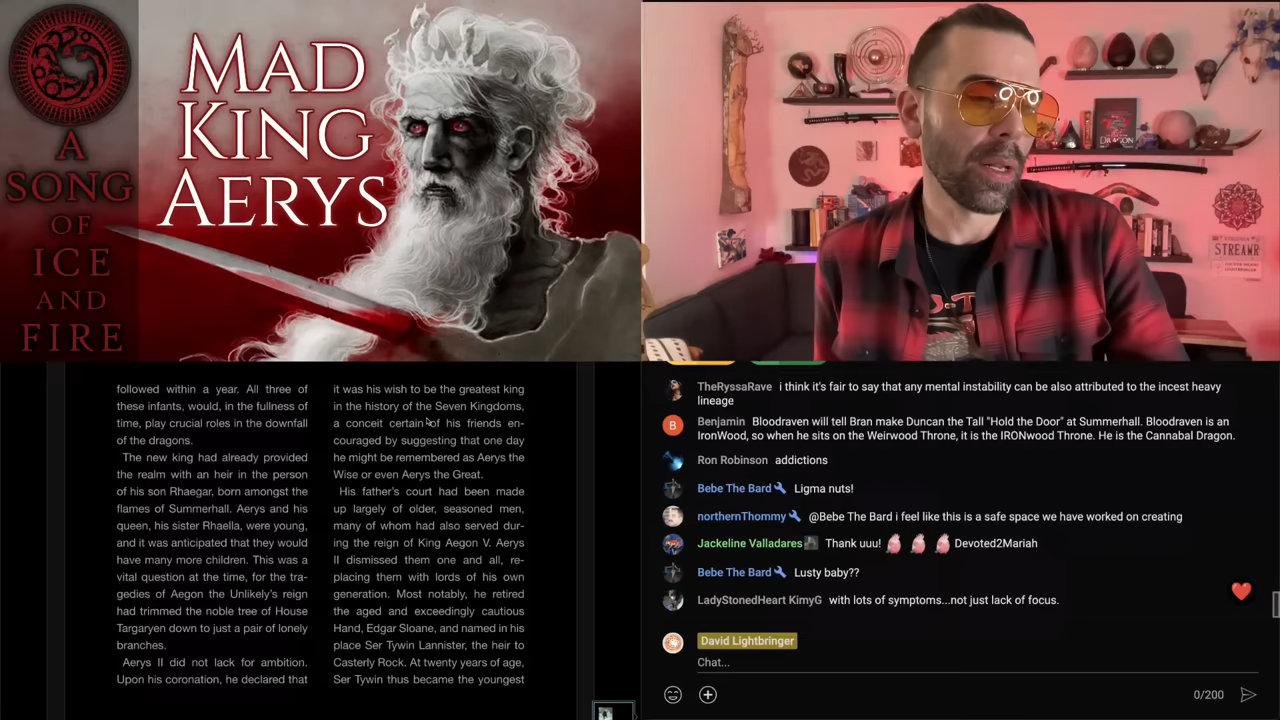 A
SONG
OF
ICE
AND
FIRE
MAD
KING
AERYS
DRAGON
STREAMR
followed within a year. All three of
these infants, would, in the fullness of
time, play crucial roles in the downfall
of the dragons.
The new king had already provided
the realm with an heir in the person
of his son Rhaegar, born amongst the
flames of Summerhall. Aerys and his
queen, his sister Rhaella, were young,
and it was anticipated that they would
have many more children. This was a
vital question at the time, for the tra-
gedies of Aegon the Unlikely's reign
had trimmed the noble tree of House
Targaryen down to just a pair of lonely
branches.
Aerys II did not lack for ambition.
Upon his coronation, he declared that
it was his wish to be the greatest king
in the history of the Seven Kingdoms,
a conceit certain of his friends en-
couraged by suggesting that one day
he might be remembered as Aerys the
Wise or even Aerys the Great.
His father's court had been made
up largely of older, seasoned men,
many of whom had also served dur-
ing the reign of King Aegon V. Aerys
II dismissed them one and all, re-
placing them with lords of his own
generation. Most notably, he retired
the aged and exceedingly cautious
Hand, Edgar Sloane, and named in his
place Ser Tywin Lannister, the heir to
Casterly Rock. At twenty years of age,
Ser Tywin thus became the youngest
TheRyssaRave i think it's fair to say that any mental instability can be also attributed to the incest heavy
lineage
B Benjamin Bloodraven will tell Bran make Duncan the Tall "Hold the Door" at Summerhall. Bloodraven is an
IronWood, so when he sits on the Weirwood Throne, it is the IRONwood Throne. He is the Cannabal Dragon.
Ron Robinson addictions
Bebe The Bard Ligma nuts!
northernThommy @Bebe The Bard i feel like this is a safe space we have worked on creating
Jackeline Valladares Thank uuu! Devoted2Mariah
Bebe The Bard Lusty baby??
LadyStonedHeart KimyG with lots of symptoms...not just lack of focus.
David Lightbringer
Chat...
0/200